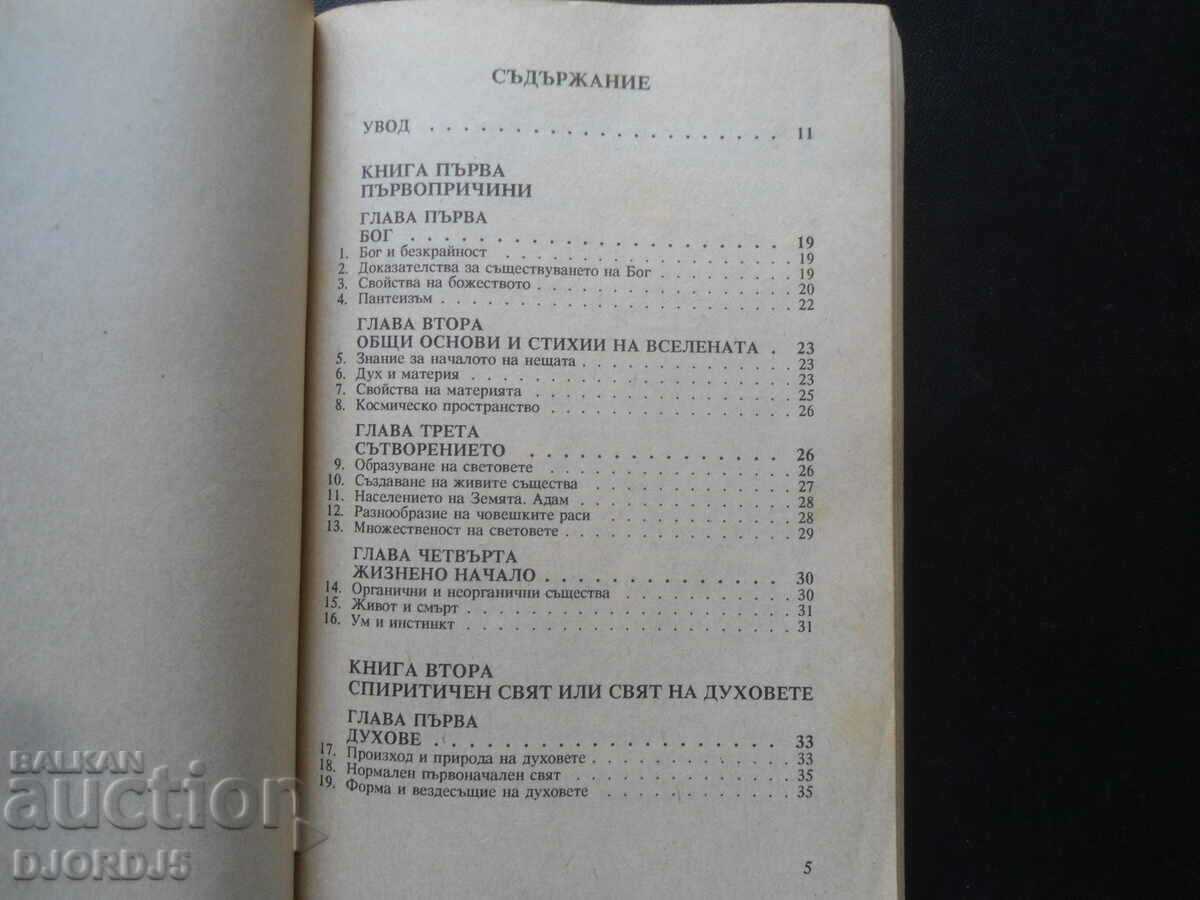 СЪДЪРЖАНИЕ
УВОД . . . . . . . . . . . . . . . . . . . . . . 11
КНИГА ПЪРВА
ПЪРВОПРИЧИНИ
ГЛАВА ПЪРВА
БОГ . . . . . . . . . . . . . . . . . . . . . . 19
1. Бог и безкрайност . . . . . . . . . . . . . . . . 19
2. Доказателства за съществуването на Бог . . . . . . . . 19
3. Свойства на божеството . . . . . . . . . . . . . . 20
4. Пантеизъм . . . . . . . . . . . . . . . . . . . 22
ГЛАВА ВТОРА
ОБЩИ ОСНОВИ И СТИХИИ НА ВСЕЛЕНАТА . 23
5. Знание за началото на нещата . . . . . . . . . . . . 23
6. Дух и материя . . . . . . . . . . . . . . . . . . 23
7. Свойства на материята . . . . . . . . . . . . . . . 25
8. Космическо пространство . . . . . . . . . . . . . . 26
ГЛАВА ТРЕТА
СЪТВОРЕНИЕТО . . . . . . . . . . . . 26
9. Образуване на световете . . . . . . . . . . . . . . 26
10. Създаване на живите същества . . . . . . . . . . . . 27
11. Населението на Земята. Адам . . . . . . . . . . . . 28
12. Разнообразие на човешките раси . . . . . . . . . . . 28
13. Множественост на световете . . . . . . . . . . . . . 29
ГЛАВА ЧЕТВЪРТА
ЖИЗНЕНО НАЧАЛО . . . . . . . . . . . . . 30
14. Органични и неорганични същества . . . . . . . . . . 30
15. Живот и смърт . . . . . . . . . . . . . . . . . . 31
16. Ум и инстинкт . . . . . . . . . . . . . . . . . . 31
КНИГА ВТОРА
СПИРИТИЧЕН СВЯТ ИЛИ СВЯТ НА ДУХОВЕТЕ
ГЛАВА ПЪРВА
ДУХОВЕ . . . . . . . . . . . . . . . . . . 33
17. Произход и природа на духовете . . . . . . . . . . . 33
18. Нормален първоначален свят . . . . . . . . . . . . . 35
19. Форма и вездесъщие на духовете . . . . . . . . . . . 35
5
BALKAN
auction
DJORDJ5